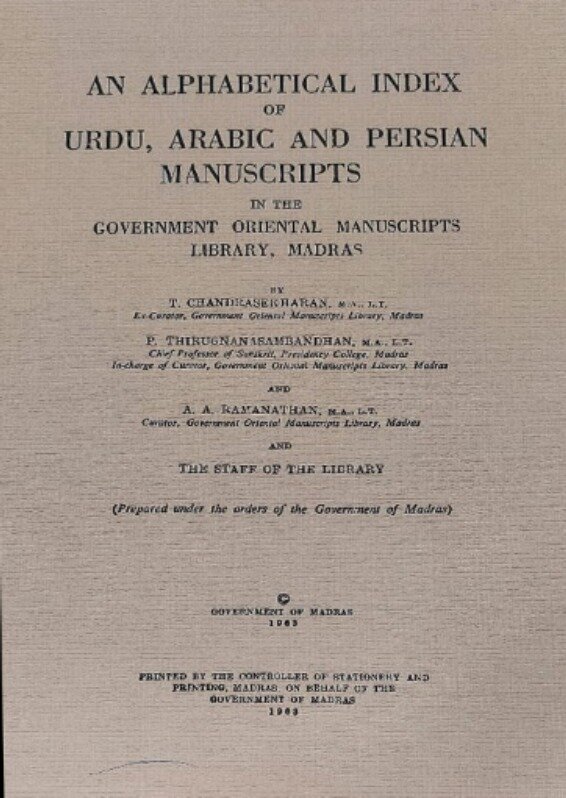 AN ALPHABETICAL INDEX
OF
URDU, ARABIC AND PERSIAN
MANUSCRIPTS
IN THE
GOVERNMENT ORIENTAL MANUSCRIPTS
LIBRARY, MADRAS
BY
T. CHANDRASEKHARAN, M.A., L.T.
Ex-Curator, Government Oriental Manuscripts Library, Madras
P. THIRUGNANASAMBANDHAN, M.A., L.T.
Chief Professor of Sanskrit, Presidency College, Madras
In-charge of Curator, Government Oriental Manuscripts Library, Madras
AND
A. A. RAMANATHAN, M.A., L.T.
Curator, Government Oriental Manuscripts Library, Madras
AND
THE STAFF OF THE LIBRARY
(Prepared under the orders of the Government of Madras)
©
GOVERNMENT OF MADRAS
1963
PRINTED BY THE CONTROLLER OF STATIONERY AND
PRINTING, MADRAS ON BEHALF OF THE
GOVERNMENT OF MADRAS
1963